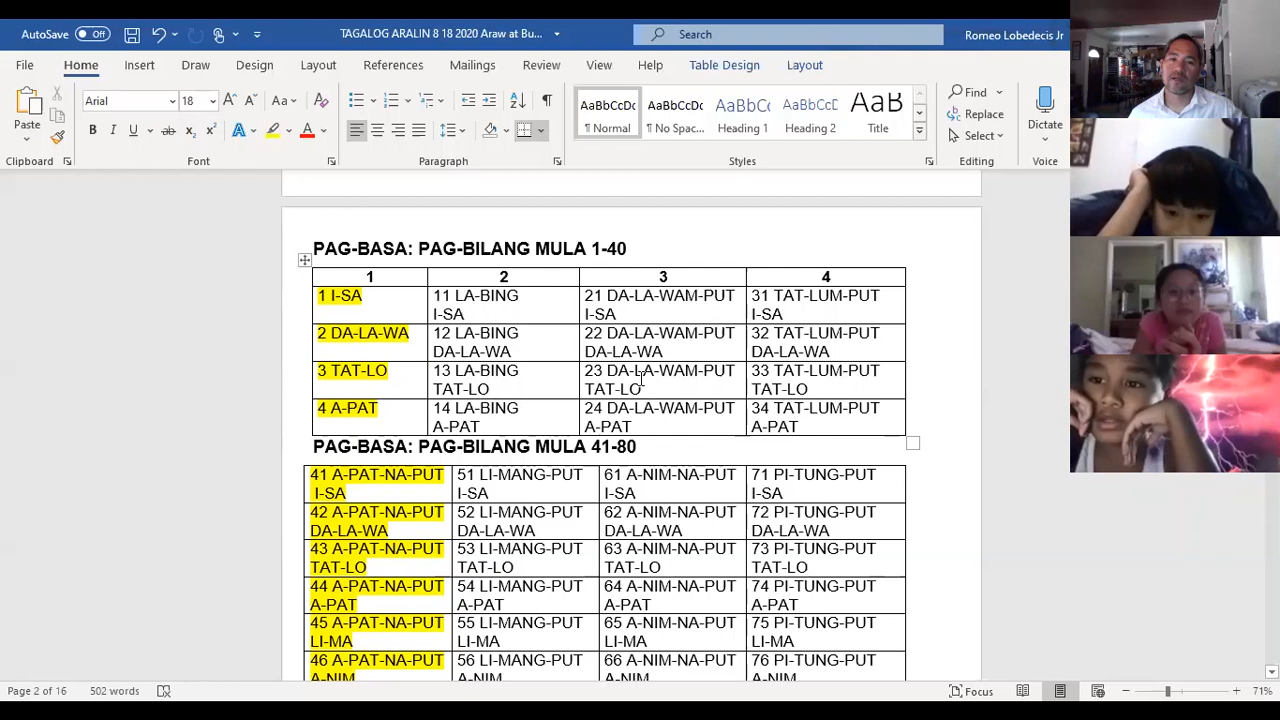 AutoSave Off
TAGALOG ARALIN 8 18 2020 Araw at Bu...
Search
Romeo Lobedecis Jr
File Home Insert Draw Design Layout References Mailings Review View Help Table Design Layout
Paste
Clipboard
Arial 18
Aa
B I U ab x₂ x²
A A
Font
Paragraph
AaBbCcDc AaBbCcDc AaBbCc AaBbCcD AaB
¶ Normal ¶ No Spac... Heading 1 Heading 2 Title
Styles
Find
Replace
Select
Editing
Dictate
Voice
PAG-BASA: PAG-BILANG MULA 1-40
1 2 3 4
1 I-SA 11 LA-BING 21 DA-LA-WAM-PUT 31 TAT-LUM-PUT
I-SA I-SA I-SA
2 DA-LA-WA 12 LA-BING 22 DA-LA-WAM-PUT 32 TAT-LUM-PUT
DA-LA-WA DA-LA-WA DA-LA-WA
3 TAT-LO 13 LA-BING 23 DA-LA-WAM-PUT 33 TAT-LUM-PUT
TAT-LO TAT-LO TAT-LO
4 A-PAT 14 LA-BING 24 DA-LA-WAM-PUT 34 TAT-LUM-PUT
A-PAT A-PAT A-PAT
PAG-BASA: PAG-BILANG MULA 41-80
41 A-PAT-NA-PUT 51 LI-MANG-PUT 61 A-NIM-NA-PUT 71 PI-TUNG-PUT
I-SA I-SA I-SA I-SA
42 A-PAT-NA-PUT 52 LI-MANG-PUT 62 A-NIM-NA-PUT 72 PI-TUNG-PUT
DA-LA-WA DA-LA-WA DA-LA-WA DA-LA-WA
43 A-PAT-NA-PUT 53 LI-MANG-PUT 63 A-NIM-NA-PUT 73 PI-TUNG-PUT
TAT-LO TAT-LO TAT-LO TAT-LO
44 A-PAT-NA-PUT 54 LI-MANG-PUT 64 A-NIM-NA-PUT 74 PI-TUNG-PUT
A-PAT A-PAT A-PAT A-PAT
45 A-PAT-NA-PUT 55 LI-MANG-PUT 65 A-NIM-NA-PUT 75 PI-TUNG-PUT
LI-MA LI-MA LI-MA LI-MA
46 A-PAT-NA-PUT 56 LI-MANG-PUT 66 A-NIM-NA-PUT 76 PI-TUNG-PUT
A-NIM A-NIM A-NIM A-NIM
Page 2 of 16 502 words Focus 71%